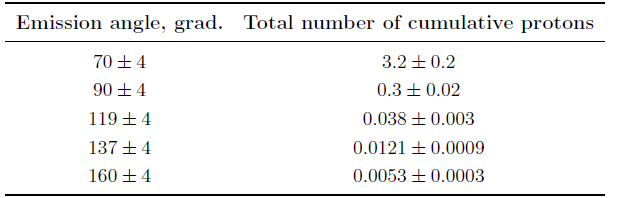 Emission angle, grad. Total number of cumulative protons
70 ± 4 3.2 ± 0.2
90 ± 4 0.3 ± 0.02
119 ± 4 0.038 ± 0.003
137 ± 4 0.0121 ± 0.0009
160 ± 4 0.0053 ± 0.0003